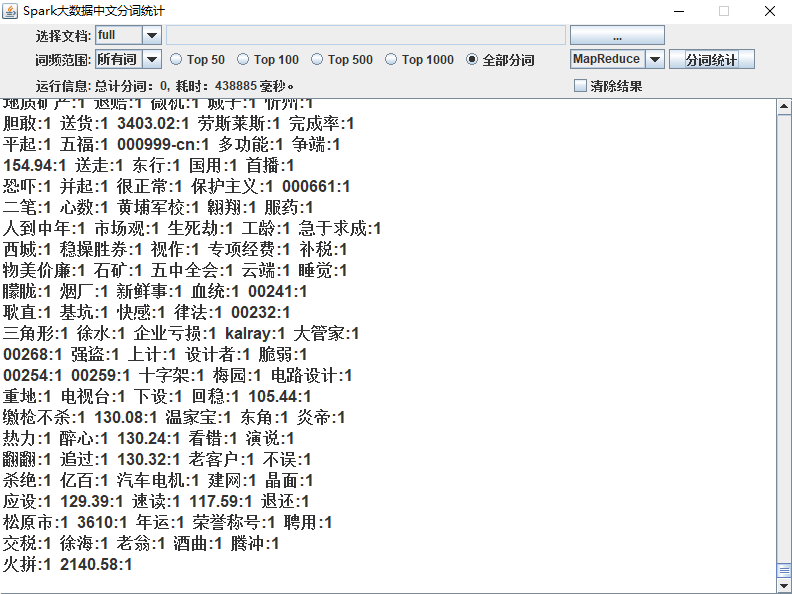 Spark大数据中文分词统计
选择文档: full ...
词频范围: 所有词 Top 50 Top 100 Top 500 Top 1000 全部分词 MapReduce 分词统计
运行信息: 总计分词：0, 耗时：438885 毫秒。 清除结果
地质矿产:1 退赔:1 微机:1 城子:1 忻州:1
胆敢:1 送货:1 3403.02:1 劳斯莱斯:1 完成率:1
平起:1 五福:1 000999-cn:1 多功能:1 争端:1
154.94:1 送走:1 东行:1 国用:1 首播:1
恐吓:1 并起:1 很正常:1 保护主义:1 000661:1
二笔:1 心数:1 黄埔军校:1 翱翔:1 服药:1
人到中年:1 市场观:1 生死劫:1 工龄:1 急于求成:1
西城:1 稳操胜券:1 视作:1 专项经费:1 补税:1
物美价廉:1 石矿:1 五中全会:1 云端:1 睡觉:1
朦胧:1 烟厂:1 新鲜事:1 血统:1 00241:1
耿直:1 基坑:1 快感:1 律法:1 00232:1
三角形:1 徐水:1 企业亏损:1 kalray:1 大管家:1
00268:1 强盗:1 上计:1 设计者:1 脆弱:1
00254:1 00259:1 十字架:1 梅园:1 电路设计:1
重地:1 电视台:1 下设:1 回稳:1 105.44:1
缴枪不杀:1 130.08:1 温家宝:1 东角:1 炎帝:1
热力:1 醉心:1 130.24:1 看错:1 演说:1
翻翻:1 追过:1 130.32:1 老客户:1 不误:1
杀绝:1 亿百:1 汽车电机:1 建网:1 晶面:1
应设:1 129.39:1 速读:1 117.59:1 退还:1
松原市:1 3610:1 年运:1 荣誉称号:1 聘用:1
交税:1 徐海:1 老翁:1 酒曲:1 腾冲:1
火拼:1 2140.58:1